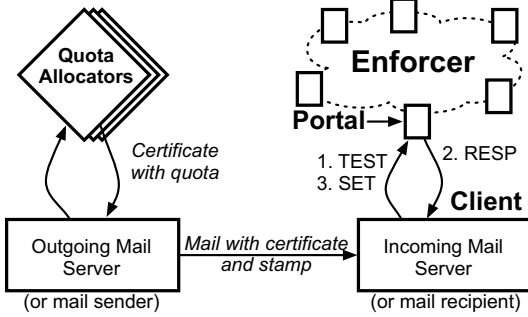 Quota
Allocators
Enforcer
Portal
Certificate
with quota
1. TEST
3. SET
2. RESP
Client
Outgoing Mail
Server
Mail with certificate
and stamp
Incoming Mail
Server
(or mail sender)
(or mail recipient)